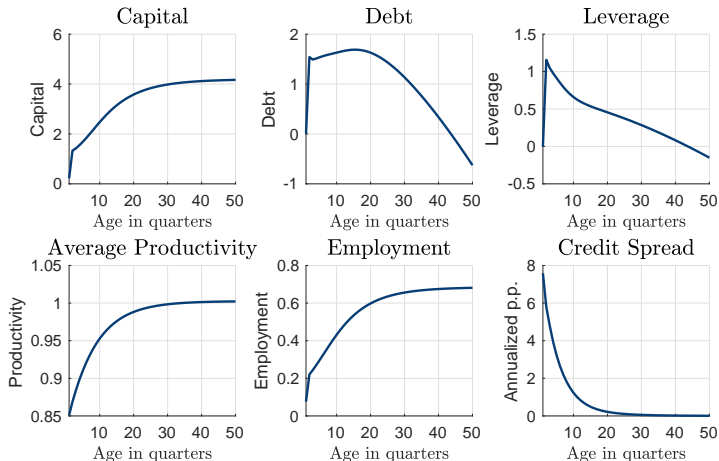 Capital
Capital
6
4
2
0
10 20 30 40 50
Age in quarters
Debt
Debt
2
1
0
-1
10 20 30 40 50
Age in quarters
Leverage
Leverage
1.5
1
0.5
0
-0.5
10 20 30 40 50
Age in quarters
Average Productivity
Productivity
1.05
1
0.95
0.9
0.85
10 20 30 40 50
Age in quarters
Employment
Employment
0.8
0.6
0.4
0.2
0
10 20 30 40 50
Age in quarters
Credit Spread
Annualized p.p.
8
6
4
2
0
10 20 30 40 50
Age in quarters